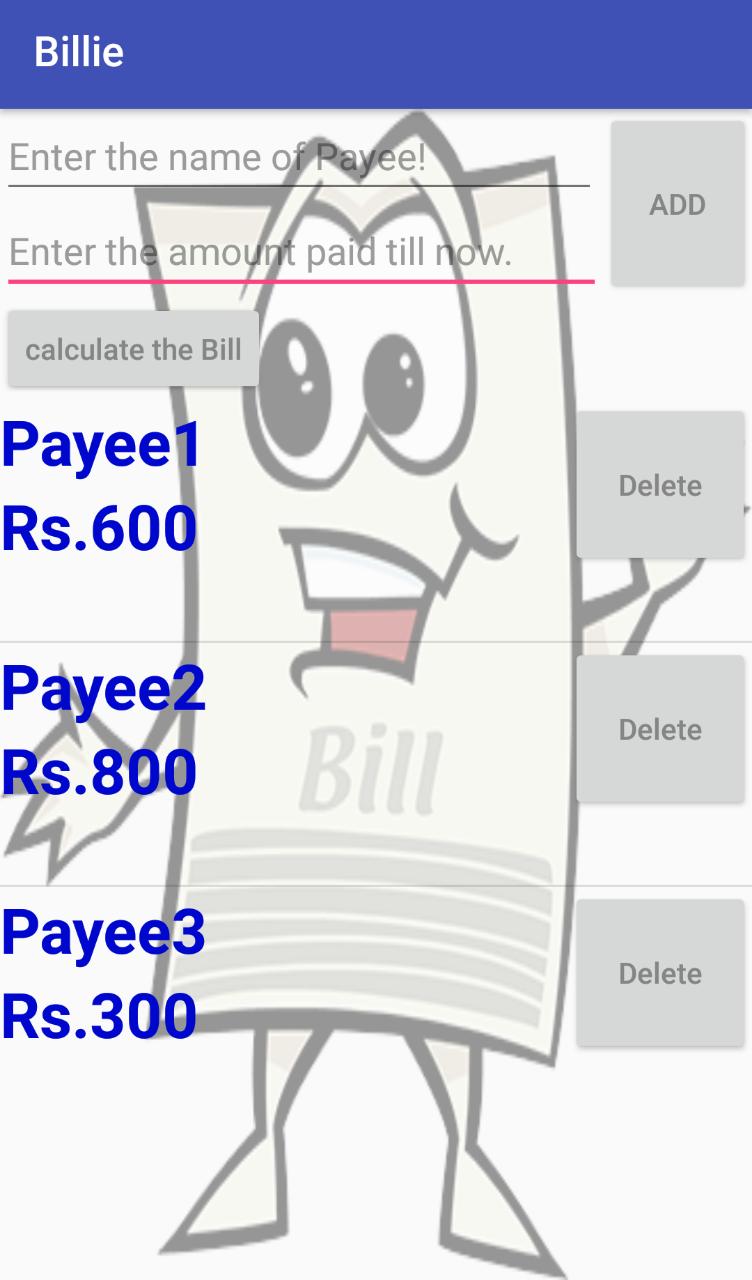 Billie
Enter the name of Payee!
ADD
Enter the amount paid till now.
calculate the Bill
Payee1
Delete
Rs.600
Payee2
Delete
Rs.800
Bill
Payee3
Delete
Rs.300